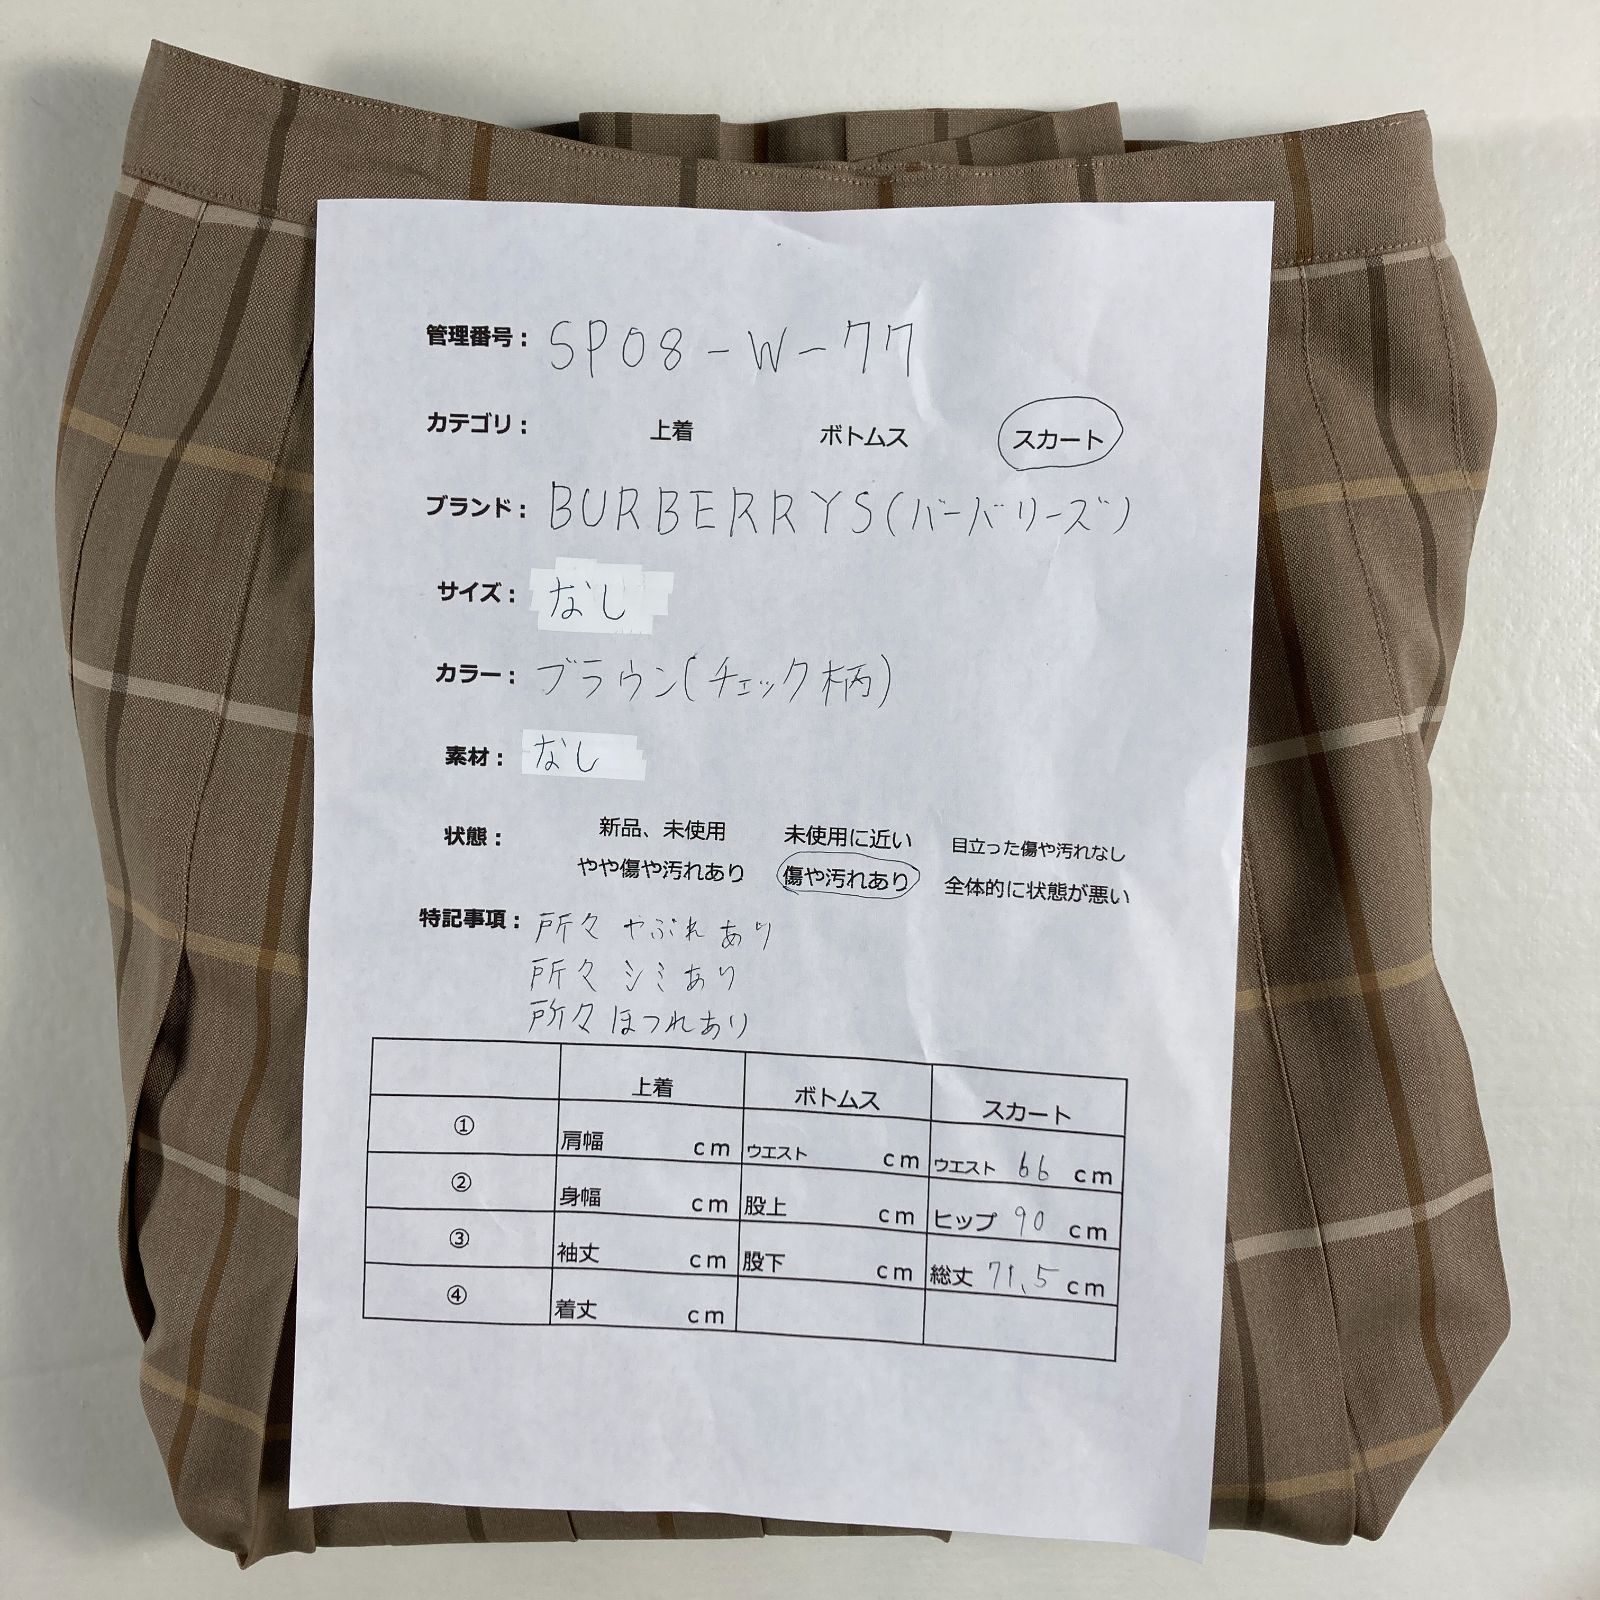 管理番号： SP08-W-77
カテゴリ： 上着 ボトムス スカート
ブランド： BURBERRYS(バーバリーズ)
サイズ： なし
カラー： ブラウン(チェック柄)
素材： なし
状態： 新品、未使用 未使用に近い 目立った傷や汚れなし
やや傷や汚れあり 傷や汚れあり 全体的に状態が悪い
特記事項： 所々やぶれあり
所々シミあり
所々ほつれあり
上着 ボトムス スカート
① 肩幅 cm ウエスト cm ウエスト 66 cm
② 身幅 cm 股上 cm ヒップ 90 cm
③ 袖丈 cm 股下 cm 総丈 71.5 cm
④ 着丈 cm